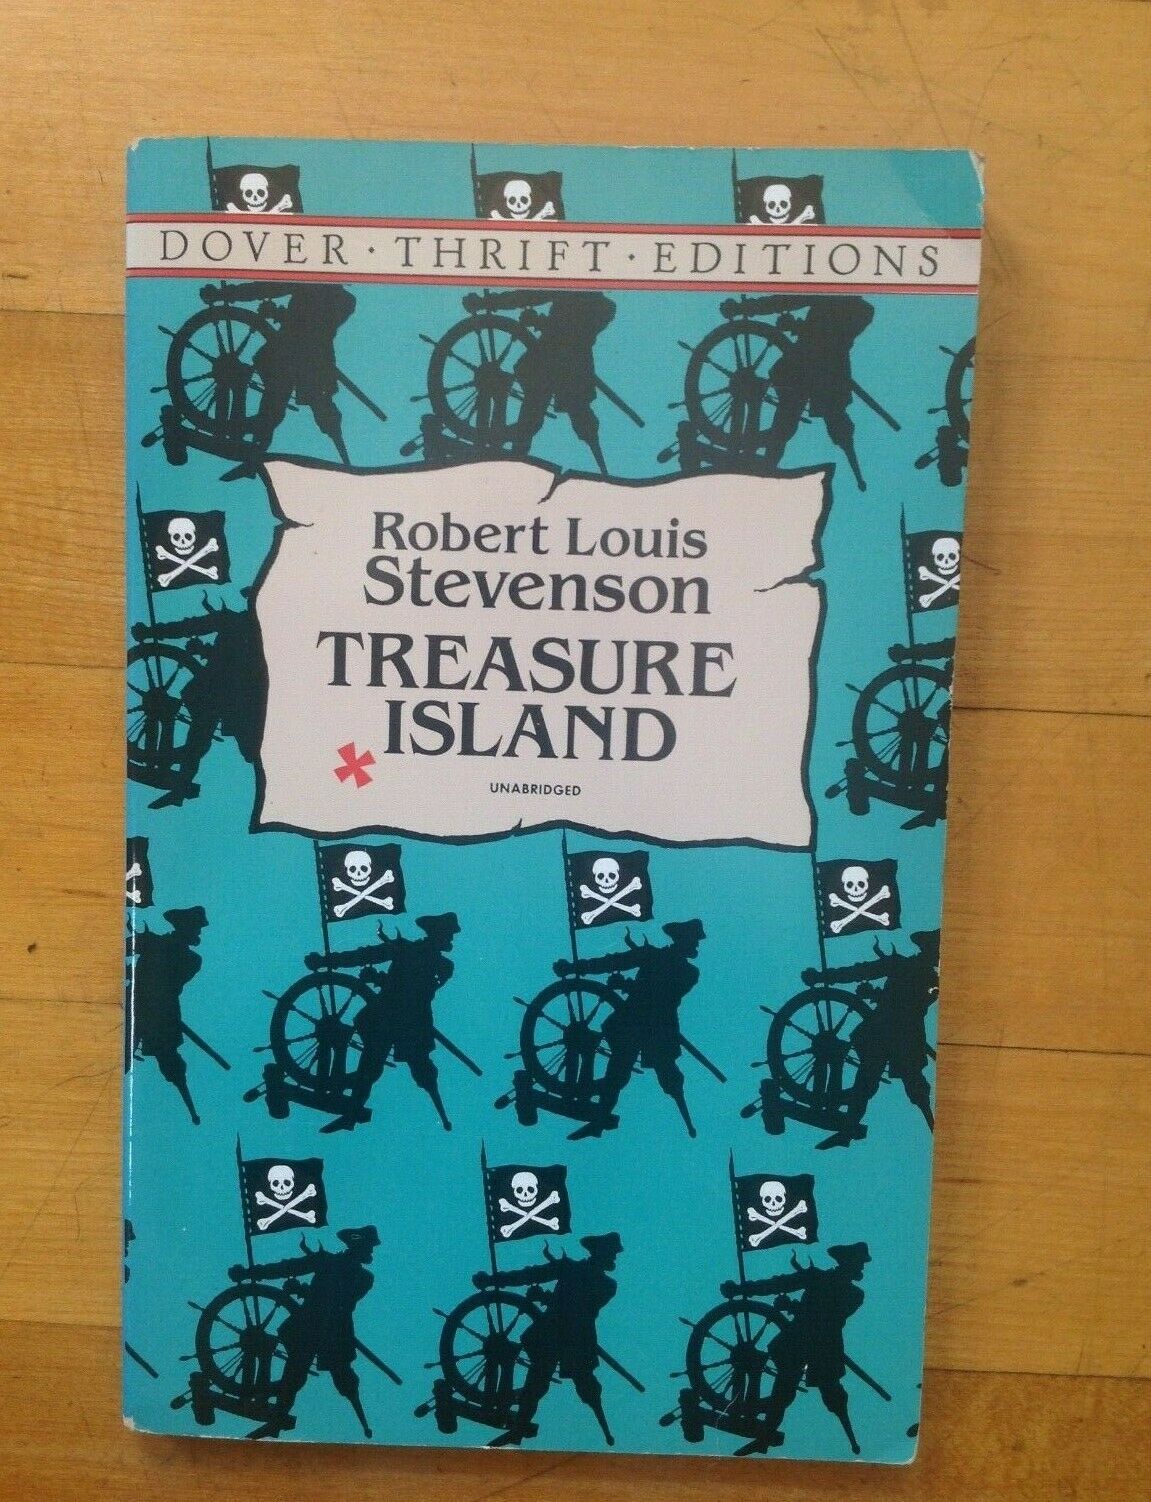 DOVER · THRIFT · EDITIONS
Robert Louis
Stevenson
TREASURE
ISLAND
UNABRIDGED